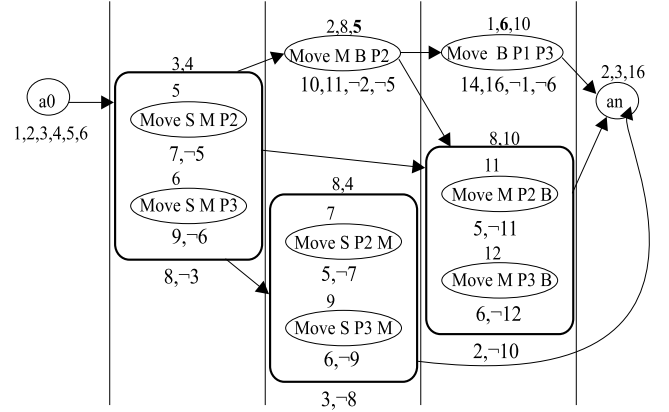 a0
1,2,3,4,5,6
3,4
5
Move S M P2
7,¬5
6
Move S M P3
9,¬6
8,¬3
2,8,5
Move M B P2
10,11,¬2,¬5
8,4
7
Move S P2 M
5,¬7
9
Move S P3 M
6,¬9
3,¬8
1,6,10
Move B P1 P3
14,16,¬1,¬6
8,10
11
Move M P2 B
5,¬11
12
Move M P3 B
6,¬12
2,¬10
2,3,16
an